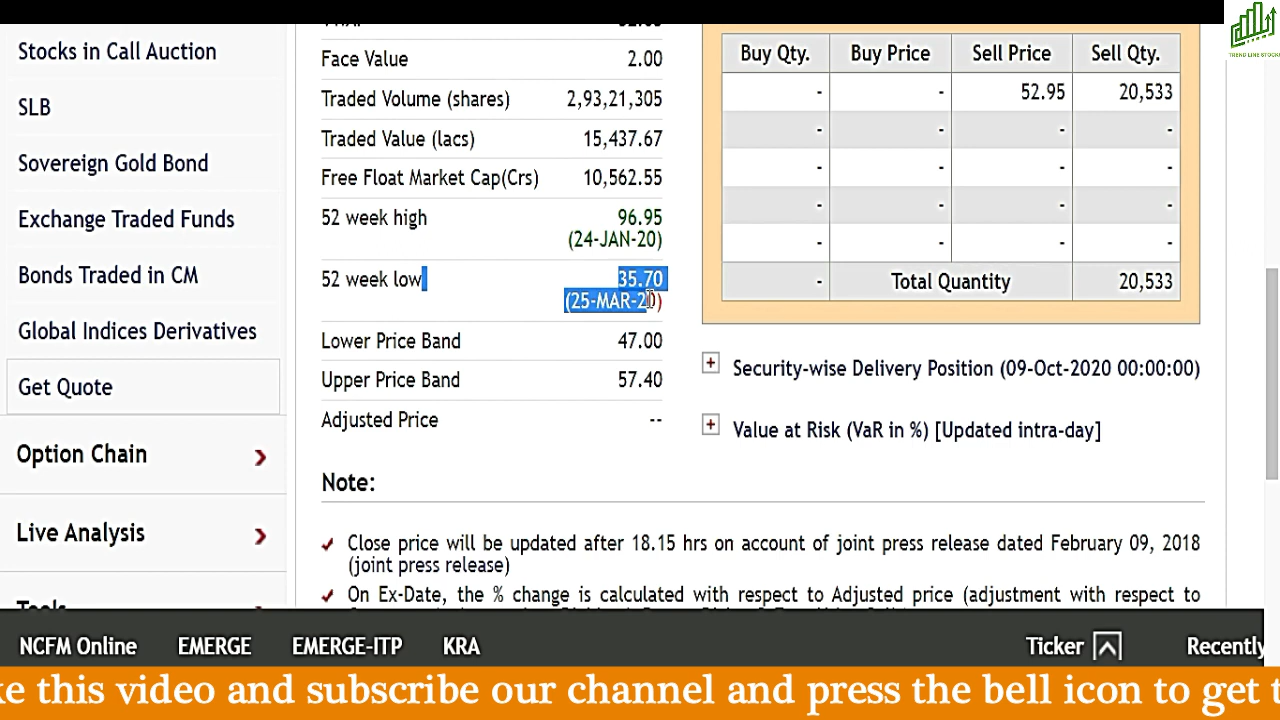 Stocks in Call Auction
SLB
Sovereign Gold Bond
Exchange Traded Funds
Bonds Traded in CM
Global Indices Derivatives
Get Quote
Option Chain
Live Analysis
Tools
Face Value 2.00
Traded Volume (shares) 2,93,21,305
Traded Value (lacs) 15,437.67
Free Float Market Cap(Crs) 10,562.55
52 week high 96.95
(24-JAN-20)
52 week low 35.70
(25-MAR-20)
Lower Price Band 47.00
Upper Price Band 57.40
Adjusted Price --
Buy Qty. Buy Price Sell Price Sell Qty.
- - 52.95 20,533
- - - -
- - - -
- - - -
- - - -
- Total Quantity 20,533
Security-wise Delivery Position (09-Oct-2020 00:00:00)
Value at Risk (VaR in %) [Updated intra-day]
Note:
Close price will be updated after 18.15 hrs on account of joint press release dated February 09, 2018
(joint press release)
On Ex-Date, the % change is calculated with respect to Adjusted price (adjustment with respect to
NCFM Online EMERGE EMERGE-ITP KRA Ticker Recently
ke this video and subscribe our channel and press the bell icon to get t
TREND LINE STOCKS